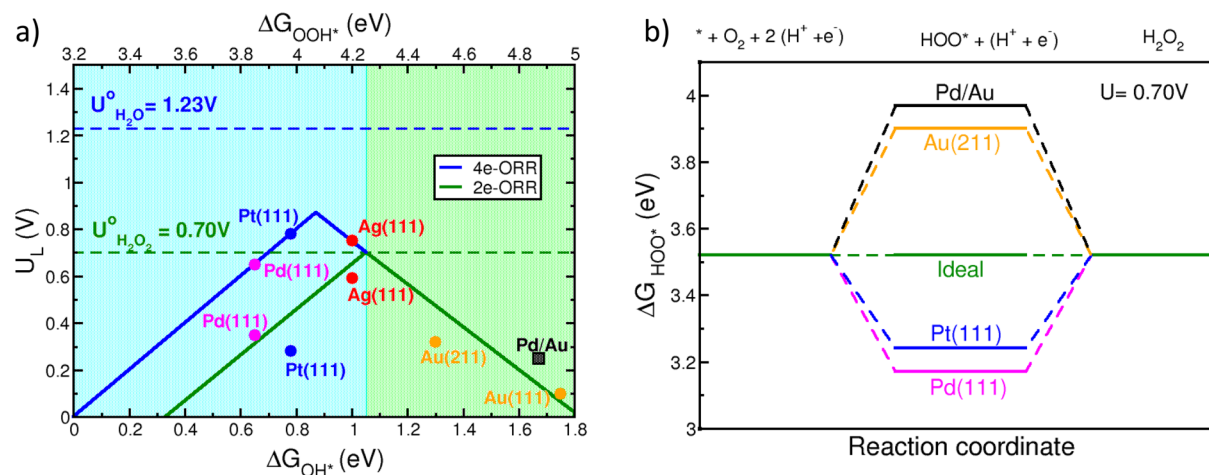 a)
ΔG_OOH* (eV)
3.2 3.4 3.6 3.8 4 4.2 4.4 4.6 4.8 5
U°_H₂O = 1.23V
U°_H₂O₂ = 0.70V
4e-ORR
2e-ORR
Pt(111)
Ag(111)
Pd(111)
Ag(111)
Pd(111)
Pt(111)
Au(211)
Pd/Au
Au(111)
U_L (V)
1.4
1.2
1
0.8
0.6
0.4
0.2
0
0 0.2 0.4 0.6 0.8 1 1.2 1.4 1.6 1.8
ΔG_OH* (eV)
b)
* + O₂ + 2 (H⁺ +e⁻) HOO* + (H⁺ + e⁻) H₂O₂
Pd/Au
U= 0.70V
Au(211)
Ideal
Pt(111)
Pd(111)
ΔG_HOO* (eV)
4
3.8
3.6
3.4
3.2
3
Reaction coordinate